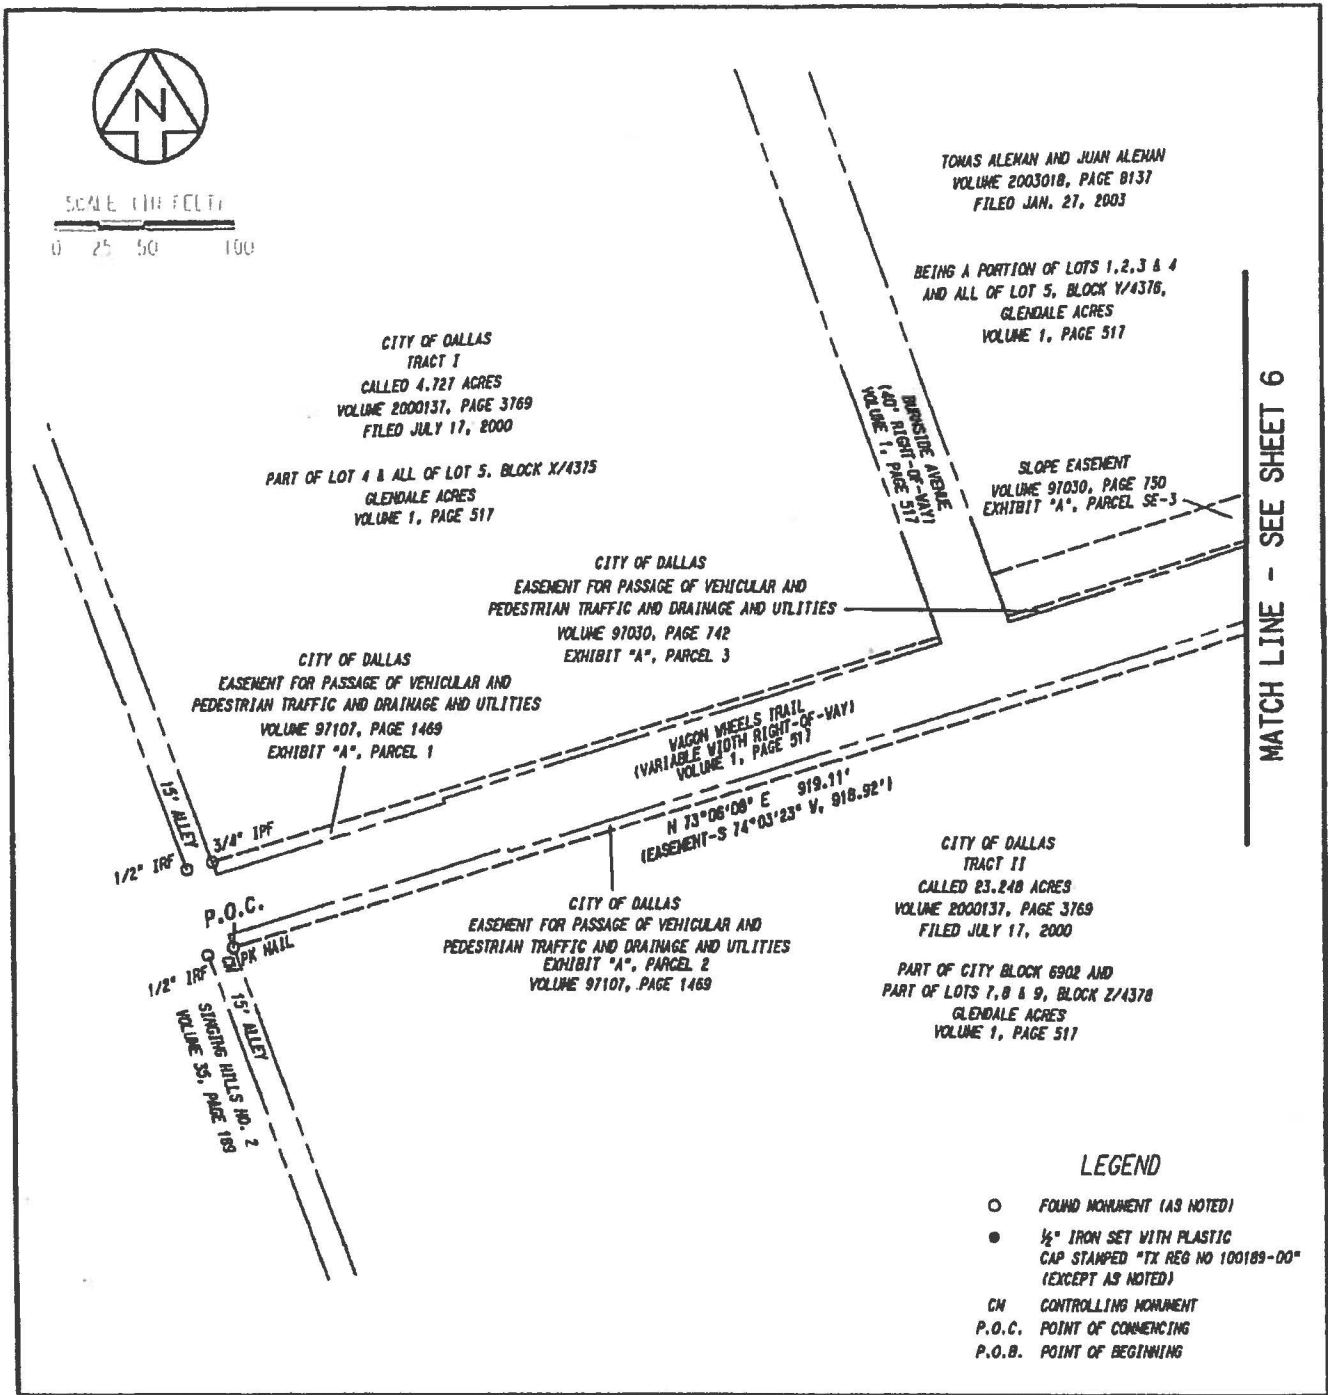 N
SCALE (IN FEET)
0 25 50 100
TOMAS ALEMAN AND JUAN ALEMAN
VOLUME 2003018, PAGE 8137
FILED JAN. 27, 2003
BEING A PORTION OF LOTS 1,2,3 & 4
AND ALL OF LOT 5, BLOCK Y/4376,
GLENDALE ACRES
VOLUME 1, PAGE 517
CITY OF DALLAS
TRACT I
CALLED 4.727 ACRES
VOLUME 2000137, PAGE 3769
FILED JULY 17, 2000
PART OF LOT 4 & ALL OF LOT 5, BLOCK X/4375
GLENDALE ACRES
VOLUME 1, PAGE 517
BURNSIDE AVENUE
(40' RIGHT-OF-WAY)
VOLUME 1, PAGE 517
SLOPE EASEMENT
VOLUME 97030, PAGE 750
EXHIBIT "A", PARCEL SE-3
MATCH LINE - SEE SHEET 6
CITY OF DALLAS
EASEMENT FOR PASSAGE OF VEHICULAR AND
PEDESTRIAN TRAFFIC AND DRAINAGE AND UTLITIES
VOLUME 97030, PAGE 742
EXHIBIT "A", PARCEL 3
CITY OF DALLAS
EASEMENT FOR PASSAGE OF VEHICULAR AND
PEDESTRIAN TRAFFIC AND DRAINAGE AND UTLITIES
VOLUME 97107, PAGE 1469
EXHIBIT "A", PARCEL 1
WAGON WHEELS TRAIL
(VARIABLE WIDTH RIGHT-OF-WAY)
VOLUME 1, PAGE 517
N 73°06'08" E 919.11'
(EASEMENT-S 74°03'23" W, 918.92')
15' ALLEY
3/4" IPF
1/2" IRF
P.O.C.
PK NAIL
CM
1/2" IRF
15' ALLEY
SINGING HILLS NO. 2
VOLUME 35, PAGE 189
CITY OF DALLAS
EASEMENT FOR PASSAGE OF VEHICULAR AND
PEDESTRIAN TRAFFIC AND DRAINAGE AND UTLITIES
EXHIBIT "A", PARCEL 2
VOLUME 97107, PAGE 1469
CITY OF DALLAS
TRACT II
CALLED 23.248 ACRES
VOLUME 2000137, PAGE 3769
FILED JULY 17, 2000
PART OF CITY BLOCK 6902 AND
PART OF LOTS 7,8 & 9, BLOCK Z/4378
GLENDALE ACRES
VOLUME 1, PAGE 517
LEGEND
FOUND MONUMENT (AS NOTED)
½" IRON SET WITH PLASTIC
CAP STAMPED "TX REG NO 100189-00"
(EXCEPT AS NOTED)
CM CONTROLLING MONUMENT
P.O.C. POINT OF COMMENCING
P.O.B. POINT OF BEGINNING